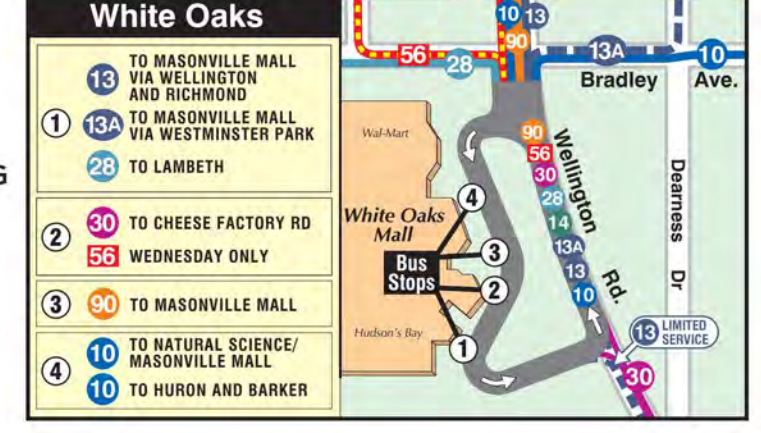 White Oaks
1
13 TO MASONVILLE MALL
VIA WELLINGTON
AND RICHMOND
13A TO MASONVILLE MALL
VIA WESTMINSTER PARK
28 TO LAMBETH
2
30 TO CHEESE FACTORY RD
56 WEDNESDAY ONLY
3
90 TO MASONVILLE MALL
4
10 TO NATURAL SCIENCE/
MASONVILLE MALL
10 TO HURON AND BARKER
G
10 13
90
56
28
13A
10
Bradley Ave.
Wal-Mart
White Oaks
Mall
Bus
Stops
Hudson's Bay
4
3
2
1
90
56
30
28
14
13A
13
10
Wellington Rd.
Dearness Dr
13 LIMITED
SERVICE
30